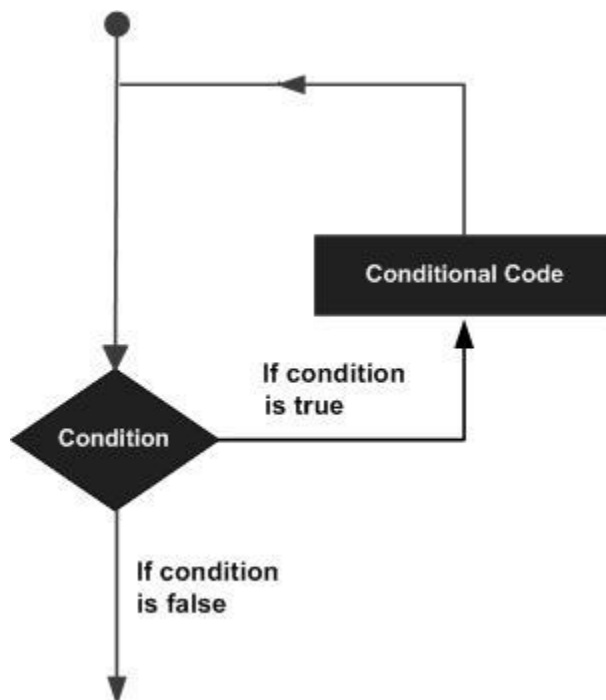 Conditional Code
If condition
is true
Condition
If condition
is false